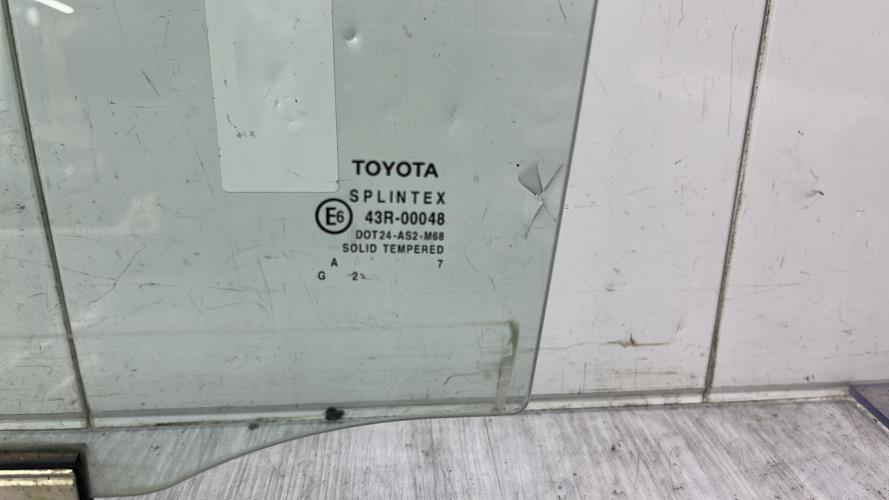 TOYOTA
SPLINTEX
E6 43R-00048
DOT24-AS2-M68
SOLID TEMPERED
A 7
G 2